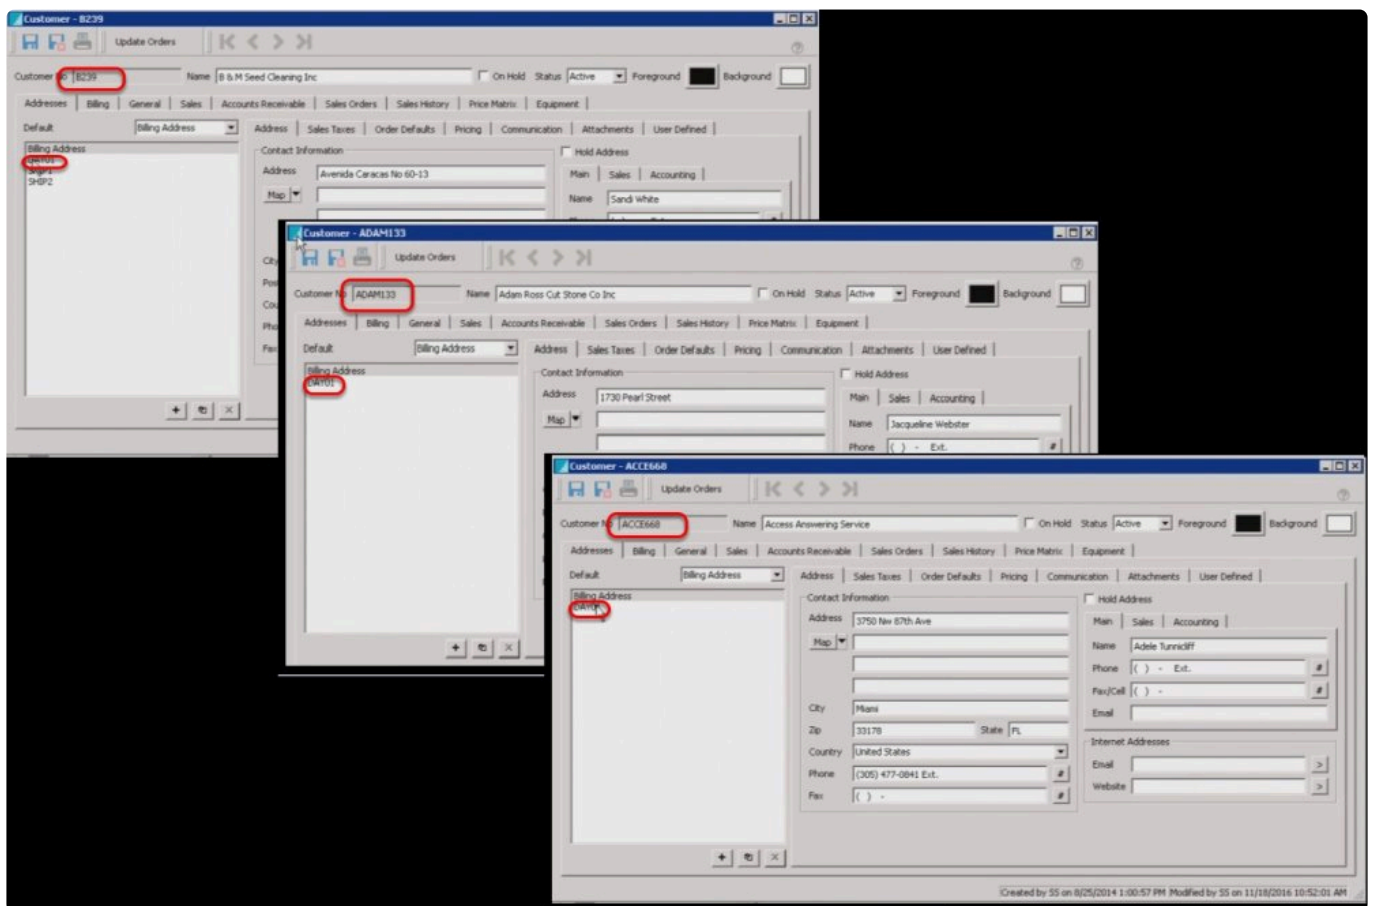 Customer - B239
Update Orders
Customer No B239 Name B & M Seed Cleaning Inc On Hold Status Active Foreground Background
Addresses Billing General Sales Accounts Receivable Sales Orders Sales History Price Matrix Equipment
Default Billing Address Address Sales Taxes Order Defaults Pricing Communication Attachments User Defined
Billing Address Contact Information Hold Address
DAY01
SHIP1 Address Avenida Caracas No 60-13 Main Sales Accounting
SHIP2
Map Name Sandi White
Customer - ADAM133
Update Orders
Customer No ADAM133 Name Adam Ross Cut Stone Co Inc On Hold Status Active Foreground Background
Addresses Billing General Sales Accounts Receivable Sales Orders Sales History Price Matrix Equipment
Default Billing Address Address Sales Taxes Order Defaults Pricing Communication Attachments User Defined
Billing Address Contact Information Hold Address
DAY01
Address 1730 Pearl Street Main Sales Accounting
Map Name Jacqueline Webster
Phone ( ) - Ext. #
Customer - ACCE668
Update Orders
Customer No ACCE668 Name Access Answering Service On Hold Status Active Foreground Background
Addresses Billing General Sales Accounts Receivable Sales Orders Sales History Price Matrix Equipment
Default Billing Address Address Sales Taxes Order Defaults Pricing Communication Attachments User Defined
Billing Address Contact Information Hold Address
Address 3750 Nw 87th Ave Main Sales Accounting
Map Name Adele Tunnicliff
Phone ( ) - Ext. #
Fax/Cell ( ) - #
City Miami Email
Zip 33178 State FL
Country United States Internet Addresses
Phone (305) 477-0841 Ext. # Email >
Fax ( ) - # Website >
Created by SS on 8/25/2014 1:00:57 PM Modified by SS on 11/18/2016 10:52:01 AM